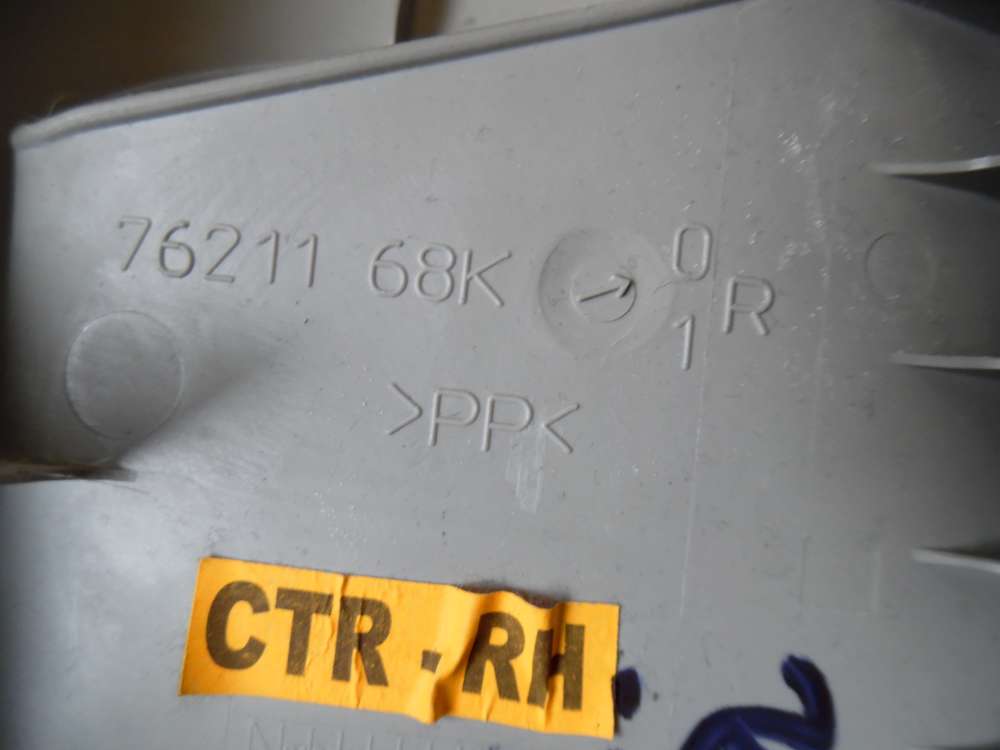 76211 68K 0
1 R
>PP<
CTR - RH